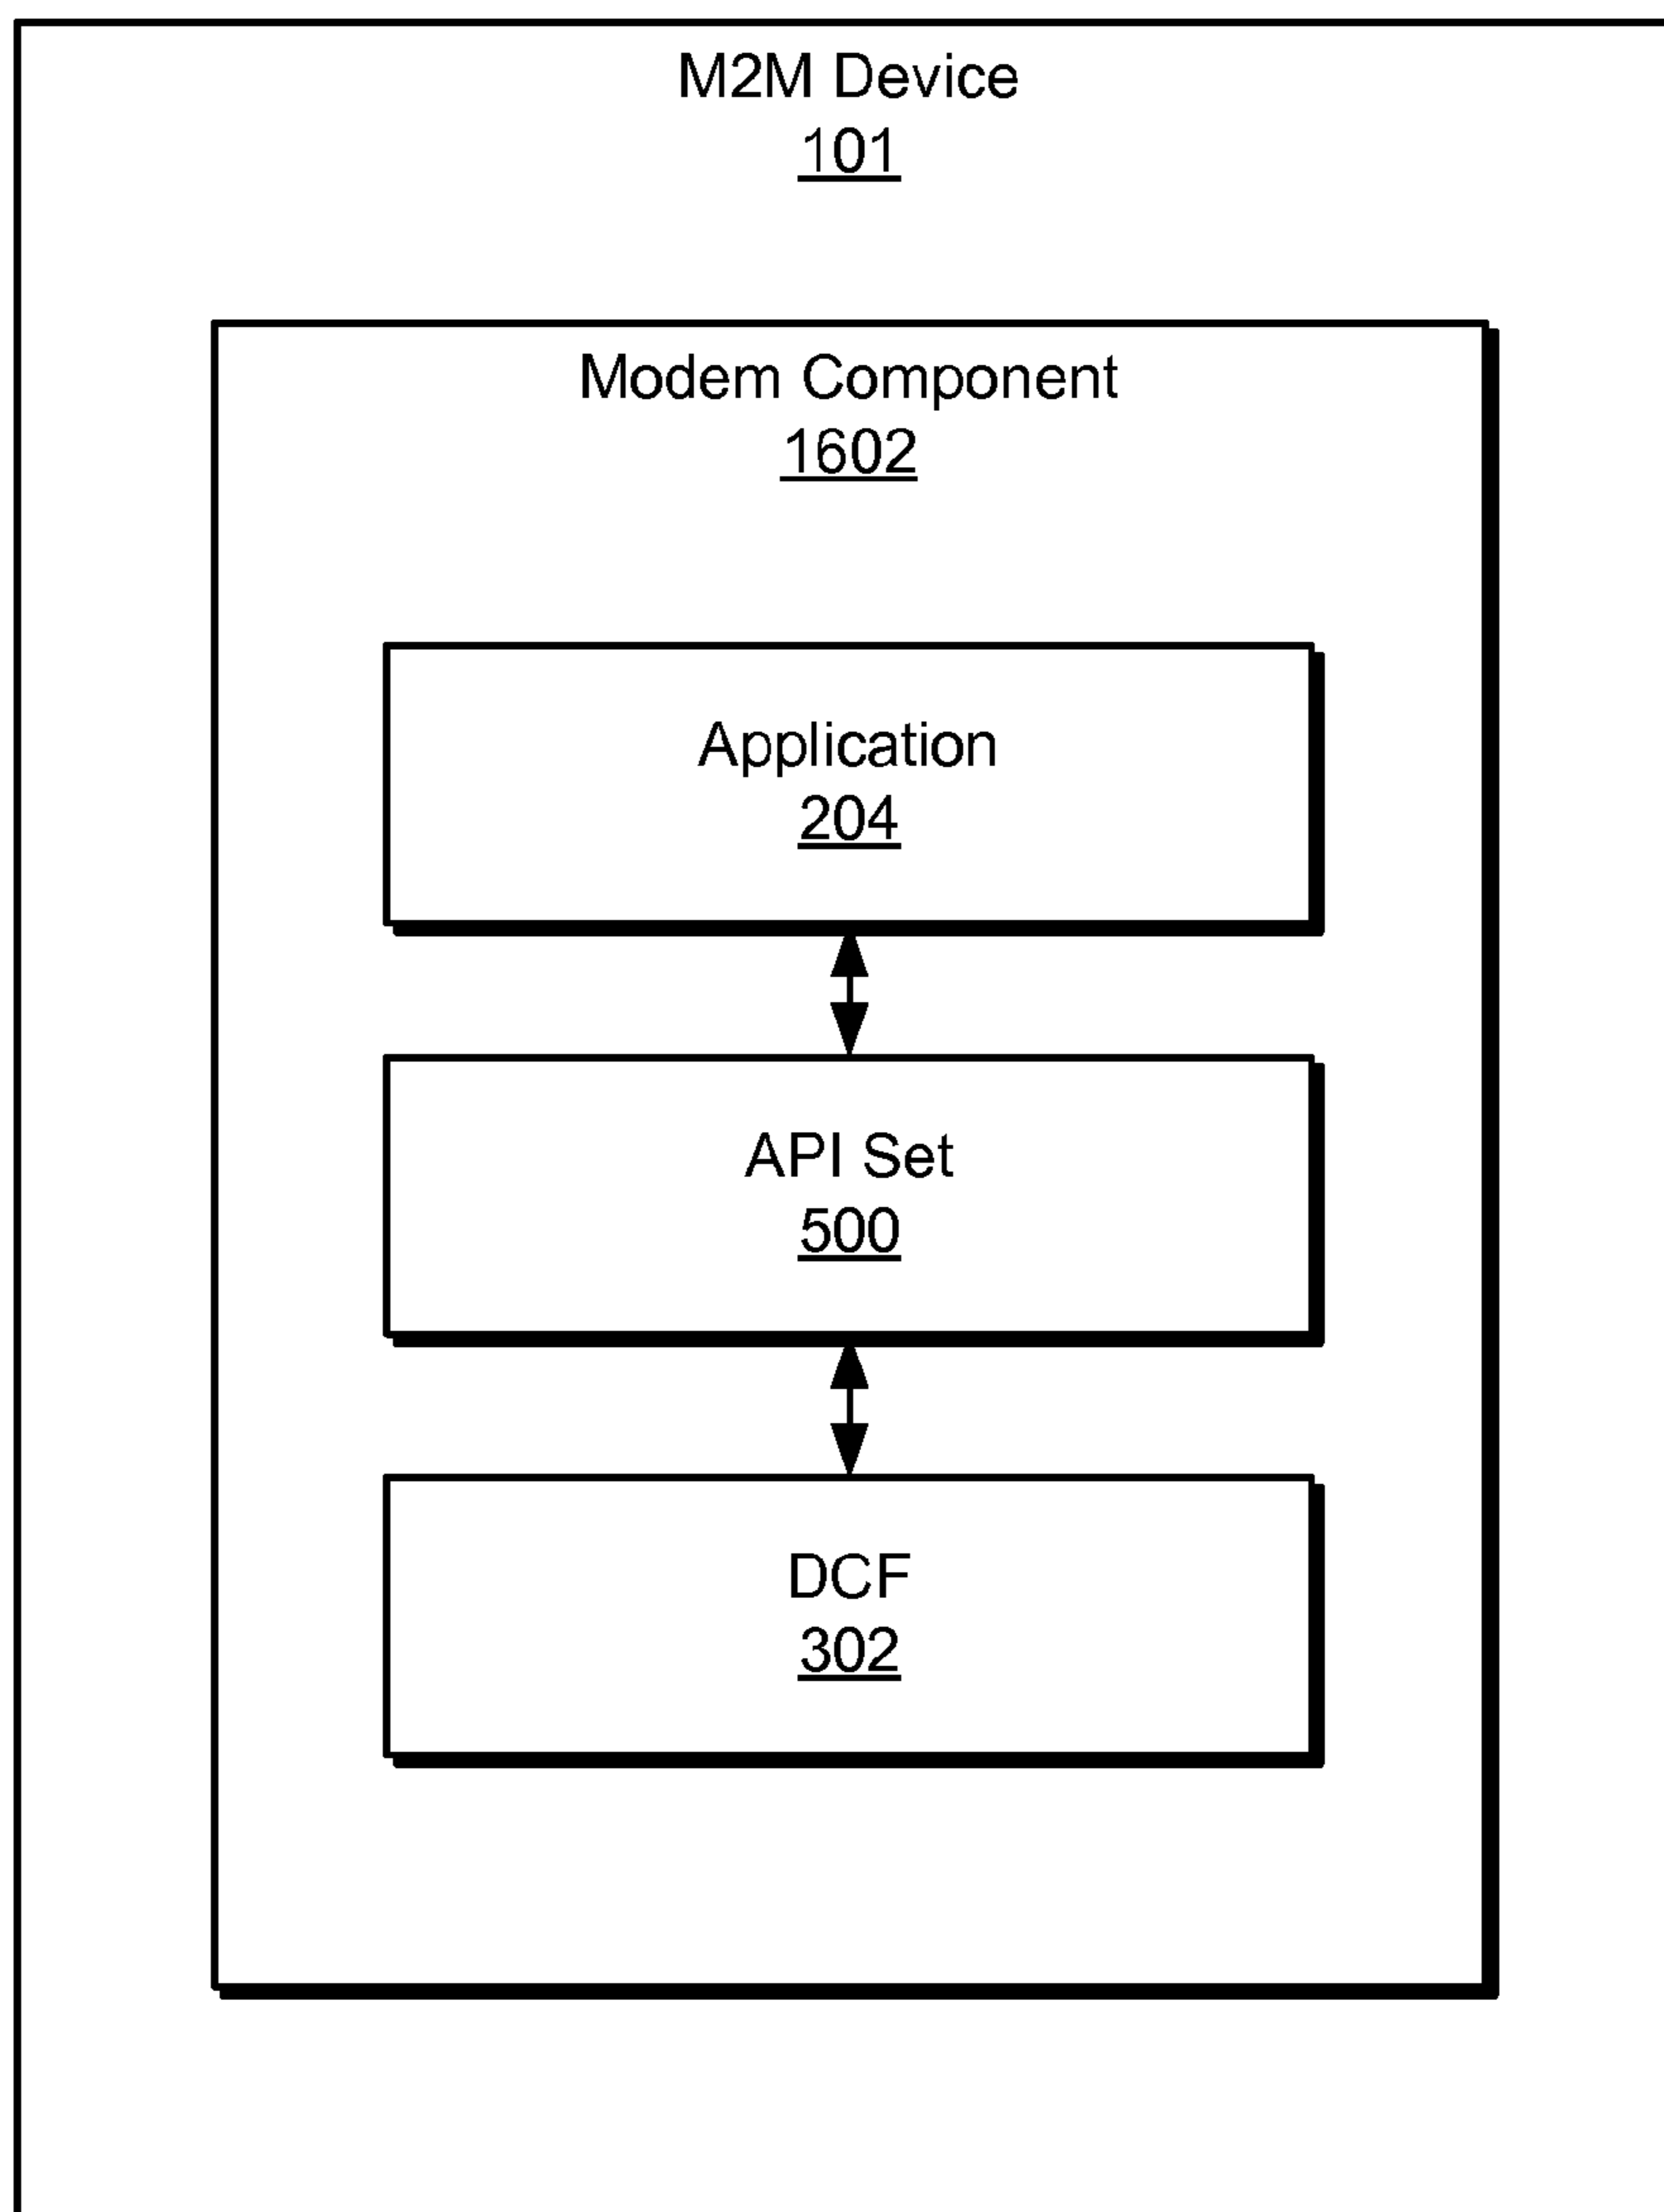 M2M Device
101
Modem Component
1602
Application
204
API Set
500
DCF
302